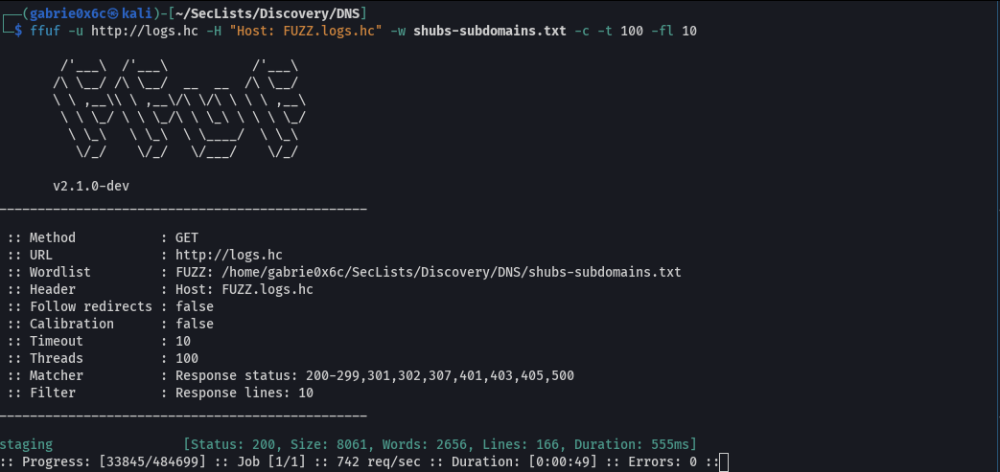 (gabrie0x6c㉿kali)-[~/SecLists/Discovery/DNS]
$ ffuf -u http://logs.hc -H "Host: FUZZ.logs.hc" -w shubs-subdomains.txt -c -t 100 -fl 10
/'___\  /'___\           /'___\
/\ \__/ /\ \__/  __  __  /\ \__/
\ \ ,__\\ \ ,__\/\ \/\ \ \ \ ,__\
\ \ \_/ \ \ \_/\ \ \_\ \ \ \ \_/
\ \_\   \ \_\  \ \____/  \ \_\
\/_/    \/_/   \/___/    \/_/
v2.1.0-dev
________________________________________________
:: Method           : GET
:: URL              : http://logs.hc
:: Wordlist         : FUZZ: /home/gabrie0x6c/SecLists/Discovery/DNS/shubs-subdomains.txt
:: Header           : Host: FUZZ.logs.hc
:: Follow redirects : false
:: Calibration      : false
:: Timeout          : 10
:: Threads          : 100
:: Matcher          : Response status: 200-299,301,302,307,401,403,405,500
:: Filter           : Response lines: 10
________________________________________________
staging                 [Status: 200, Size: 8061, Words: 2656, Lines: 166, Duration: 555ms]
:: Progress: [33845/484699] :: Job [1/1] :: 742 req/sec :: Duration: [0:00:49] :: Errors: 0 ::